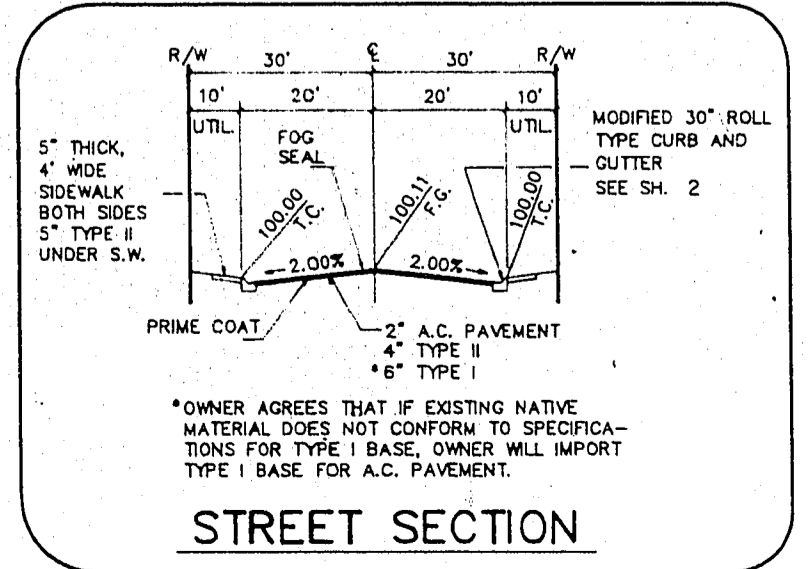 R/W 30' ℄ 30' R/W
10' 20' 20' 10'
UTIL. UTIL.
5" THICK,
4' WIDE
SIDEWALK
BOTH SIDES
5" TYPE II
UNDER S.W.
FOG
SEAL
MODIFIED 30" ROLL
TYPE CURB AND
GUTTER
SEE SH. 2
100.00
T.C.
100.11
F.G.
100.00
T.C.
2.00% 2.00%
PRIME COAT
2" A.C. PAVEMENT
4" TYPE II
*6" TYPE I
*OWNER AGREES THAT IF EXISTING NATIVE
MATERIAL DOES NOT CONFORM TO SPECIFICA-
TIONS FOR TYPE I BASE, OWNER WILL IMPORT
TYPE I BASE FOR A.C. PAVEMENT.
STREET SECTION